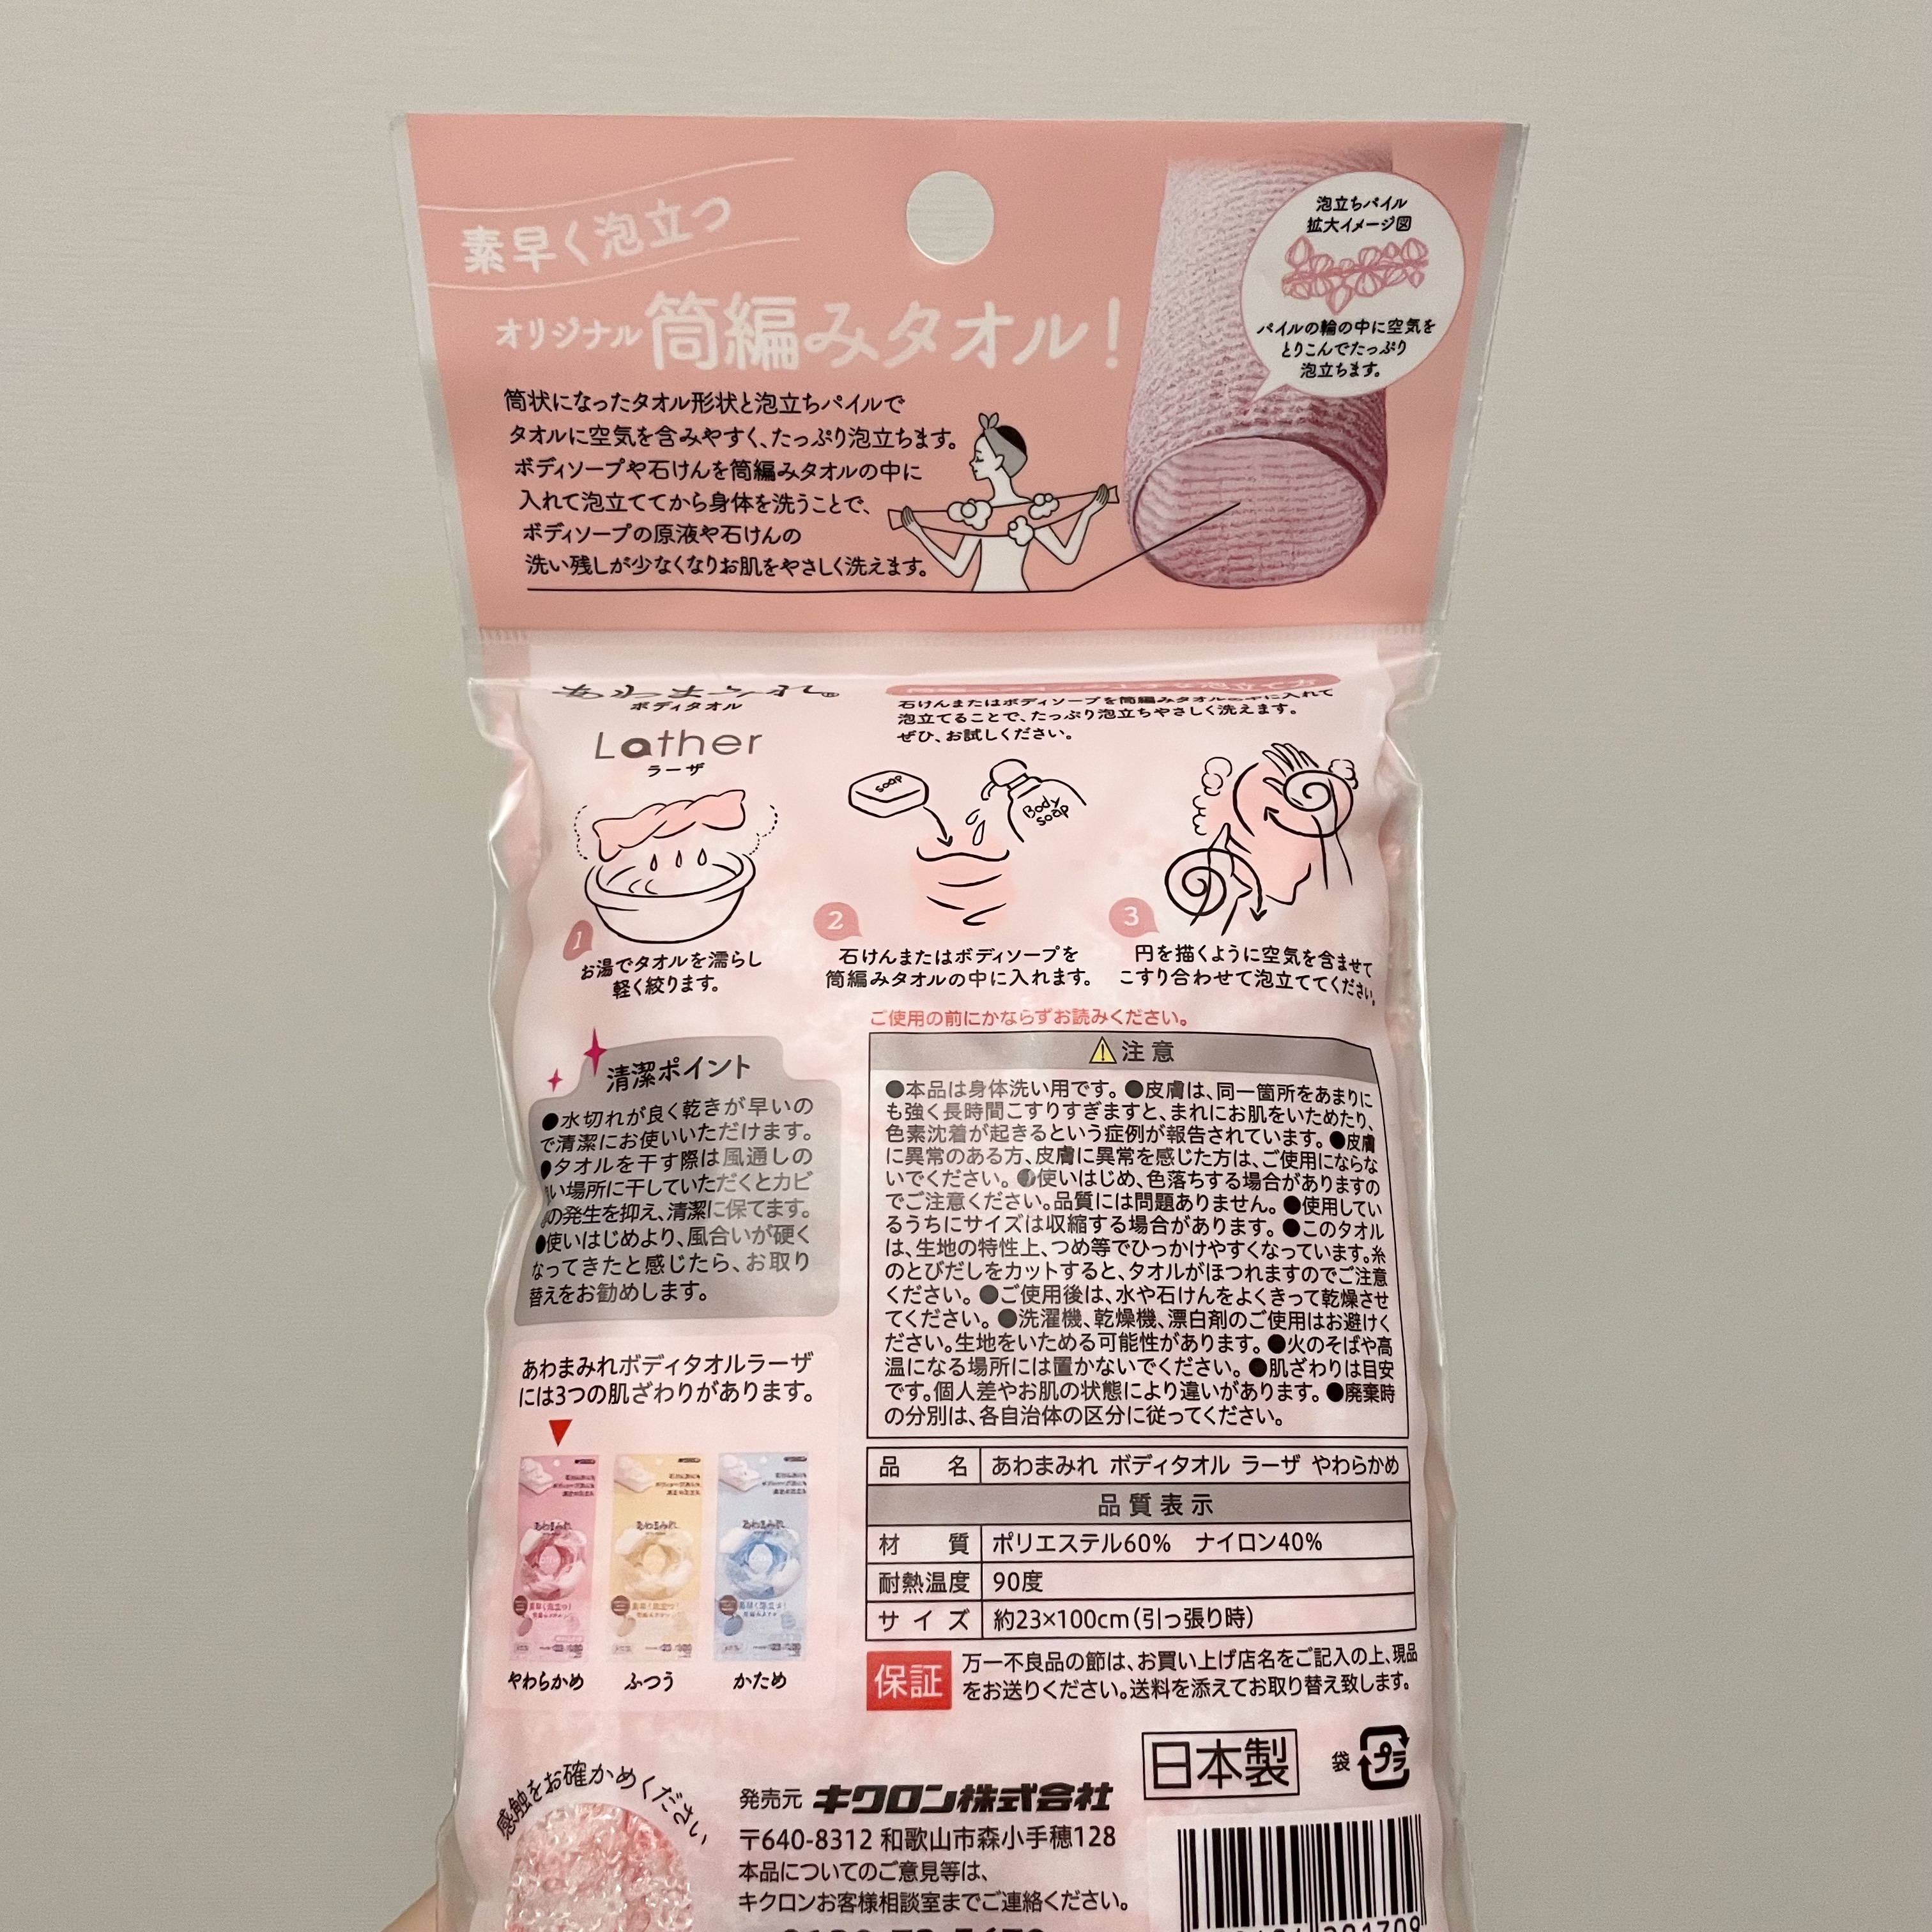 素早く泡立つ
オリジナル筒編みタオル!
筒状になったタオル形状と泡立ちパイルで
タオルに空気を含みやすく、たっぷり泡立ちます。
ボディソープや石けんを筒編みタオルの中に
入れて泡立ててから身体を洗うことで、
ボディソープの原液や石けんの
洗い残しが少なくなりお肌をやさしく洗えます。
泡立ちパイル
拡大イメージ図
パイルの輪の中に空気を
とりこんでたっぷり
泡立ちます。
あわまみれ®
ボディタオル
Lather
ラーザ
石けんまたはボディソープを筒編みタオルの中に入れて
泡立てることで、たっぷり泡立ちやさしく洗えます。
ぜひ、お試しください。
soap
Body
soap
1
お湯でタオルを濡らし
軽く絞ります。
2
石けんまたはボディソープを
筒編みタオルの中に入れます。
3
円を描くように空気を含ませて
こすり合わせて泡立ててください。
清潔ポイント
●水切れが良く乾きが早いの
で清潔にお使いいただけます。
●タオルを干す際は風通しの
良い場所に干していただくとカビ
の発生を抑え、清潔に保てます。
●使いはじめより、風合いが硬く
なってきたと感じたら、お取り
替えをお勧めします。
ご使用の前にかならずお読みください。
注意
●本品は身体洗い用です。●皮膚は、同一箇所をあまりに
も強く長時間こすりすぎますと、まれにお肌をいためたり、
色素沈着が起きるという症例が報告されています。●皮膚
に異常のある方、皮膚に異常を感じた方は、ご使用にならな
いでください。●使いはじめ、色落ちする場合がありますの
でご注意ください。品質には問題ありません。●使用してい
るうちにサイズは収縮する場合があります。●このタオル
は、生地の特性上、つめ等でひっかけやすくなっています。糸
のとびだしをカットすると、タオルがほつれますのでご注意
ください。●ご使用後は、水や石けんをよくきって乾燥させ
てください。●洗濯機、乾燥機、漂白剤のご使用はお避けく
ださい。生地をいためる可能性があります。●火のそばや高
温になる場所には置かないでください。●肌ざわりは目安
です。個人差やお肌の状態により違いがあります。●廃棄時
の分別は、各自治体の区分に従ってください。
あわまみれボディタオルラーザ
には3つの肌ざわりがあります。
やわらかめ
ふつう
かため
品名 あわまみれ ボディタオル ラーザ やわらかめ
品質表示
材質 ポリエステル60% ナイロン40%
耐熱温度 90度
サイズ 約23×100cm(引っ張り時)
保証
万一不良品の節は、お買い上げ店名をご記入の上、現品
をお送りください。送料を添えてお取り替え致します。
日本製
袋
プラ
感触をお確かめください
発売元 キクロン株式会社
〒640-8312 和歌山市森小手穂128
本品についてのご意見等は、
キクロンお客様相談室までご連絡ください。